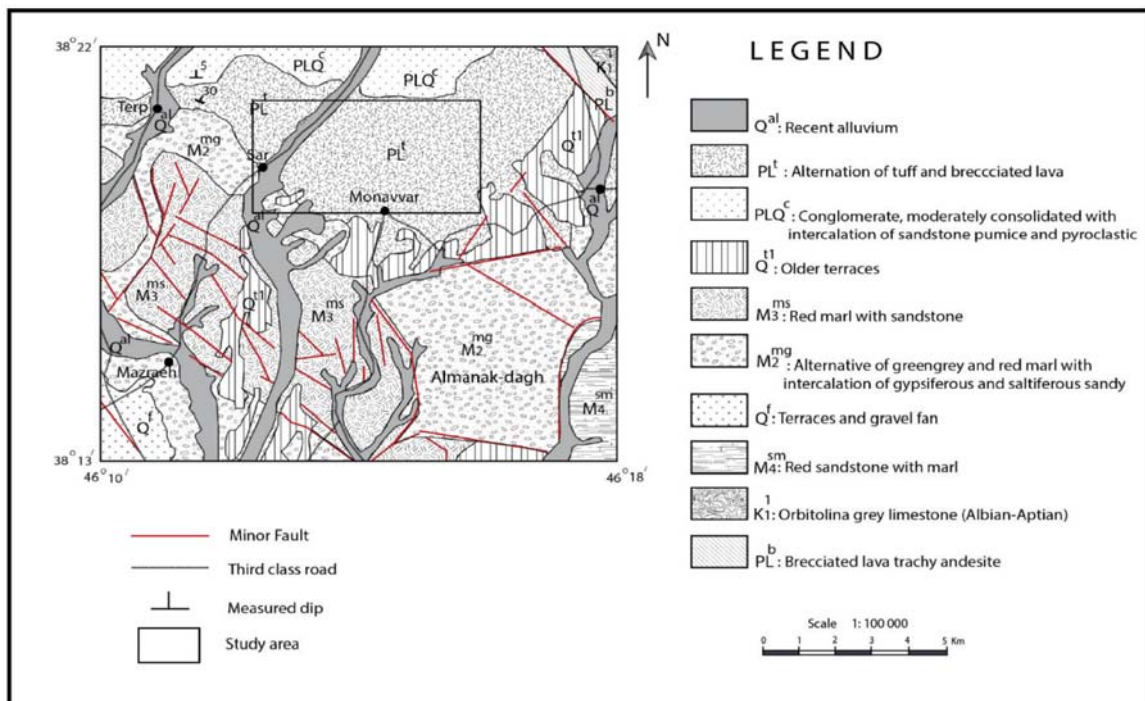 38° 22'
N
LEGEND
5
PLQ^c
PLQ^c
K1^1
PL^b
30
Terp
Q^al
PL^t
M2^mg
Sar
PL^t
Q^t1
Monavvar
Q^al
Q^al
M3^ms
Q^t1
M3^ms
Q^al
Mazraeh
M2^mg
Almanak-dagh
M4^sm
Q^f
38° 13'
46° 10'
46° 18'
Q^al: Recent alluvium
PL^t : Alternation of tuff and breccciated lava
PLQ^c: Conglomerate, moderately consolidated with
intercalation of sandstone pumice and pyroclastic
Q^t1: Older terraces
M3^ms: Red marl with sandstone
M2^mg: Alternative of greengrey and red marl with
intercalation of gypsiferous and saltiferous sandy
Q^f: Terraces and gravel fan
M4^sm: Red sandstone with marl
K1^1: Orbitolina grey limestone (Albian-Aptian)
PL^b: Brecciated lava trachy andesite
Minor Fault
Third class road
Measured dip
Study area
Scale 1: 100 000
0 1 2 3 4 5 Km